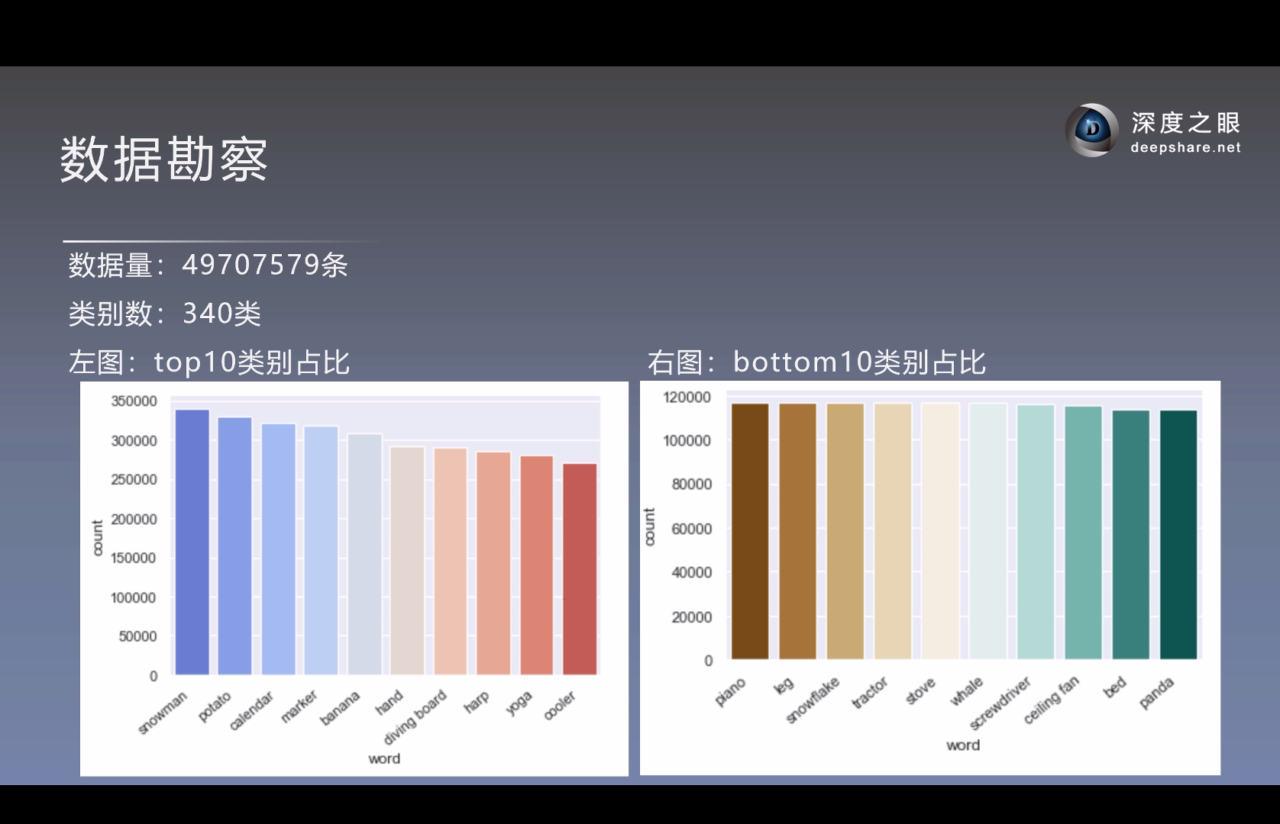 数据勘察
深度之眼
deepshare.net
数据量：49707579条
类别数：340类
左图：top10类别占比
350000
300000
250000
200000
150000
100000
50000
0
count
snowman potato calendar marker banana hand diving board harp yoga cooler
word
右图：bottom10类别占比
120000
100000
80000
60000
40000
20000
0
count
piano leg snowflake tractor stove whale screwdriver ceiling fan bed panda
word